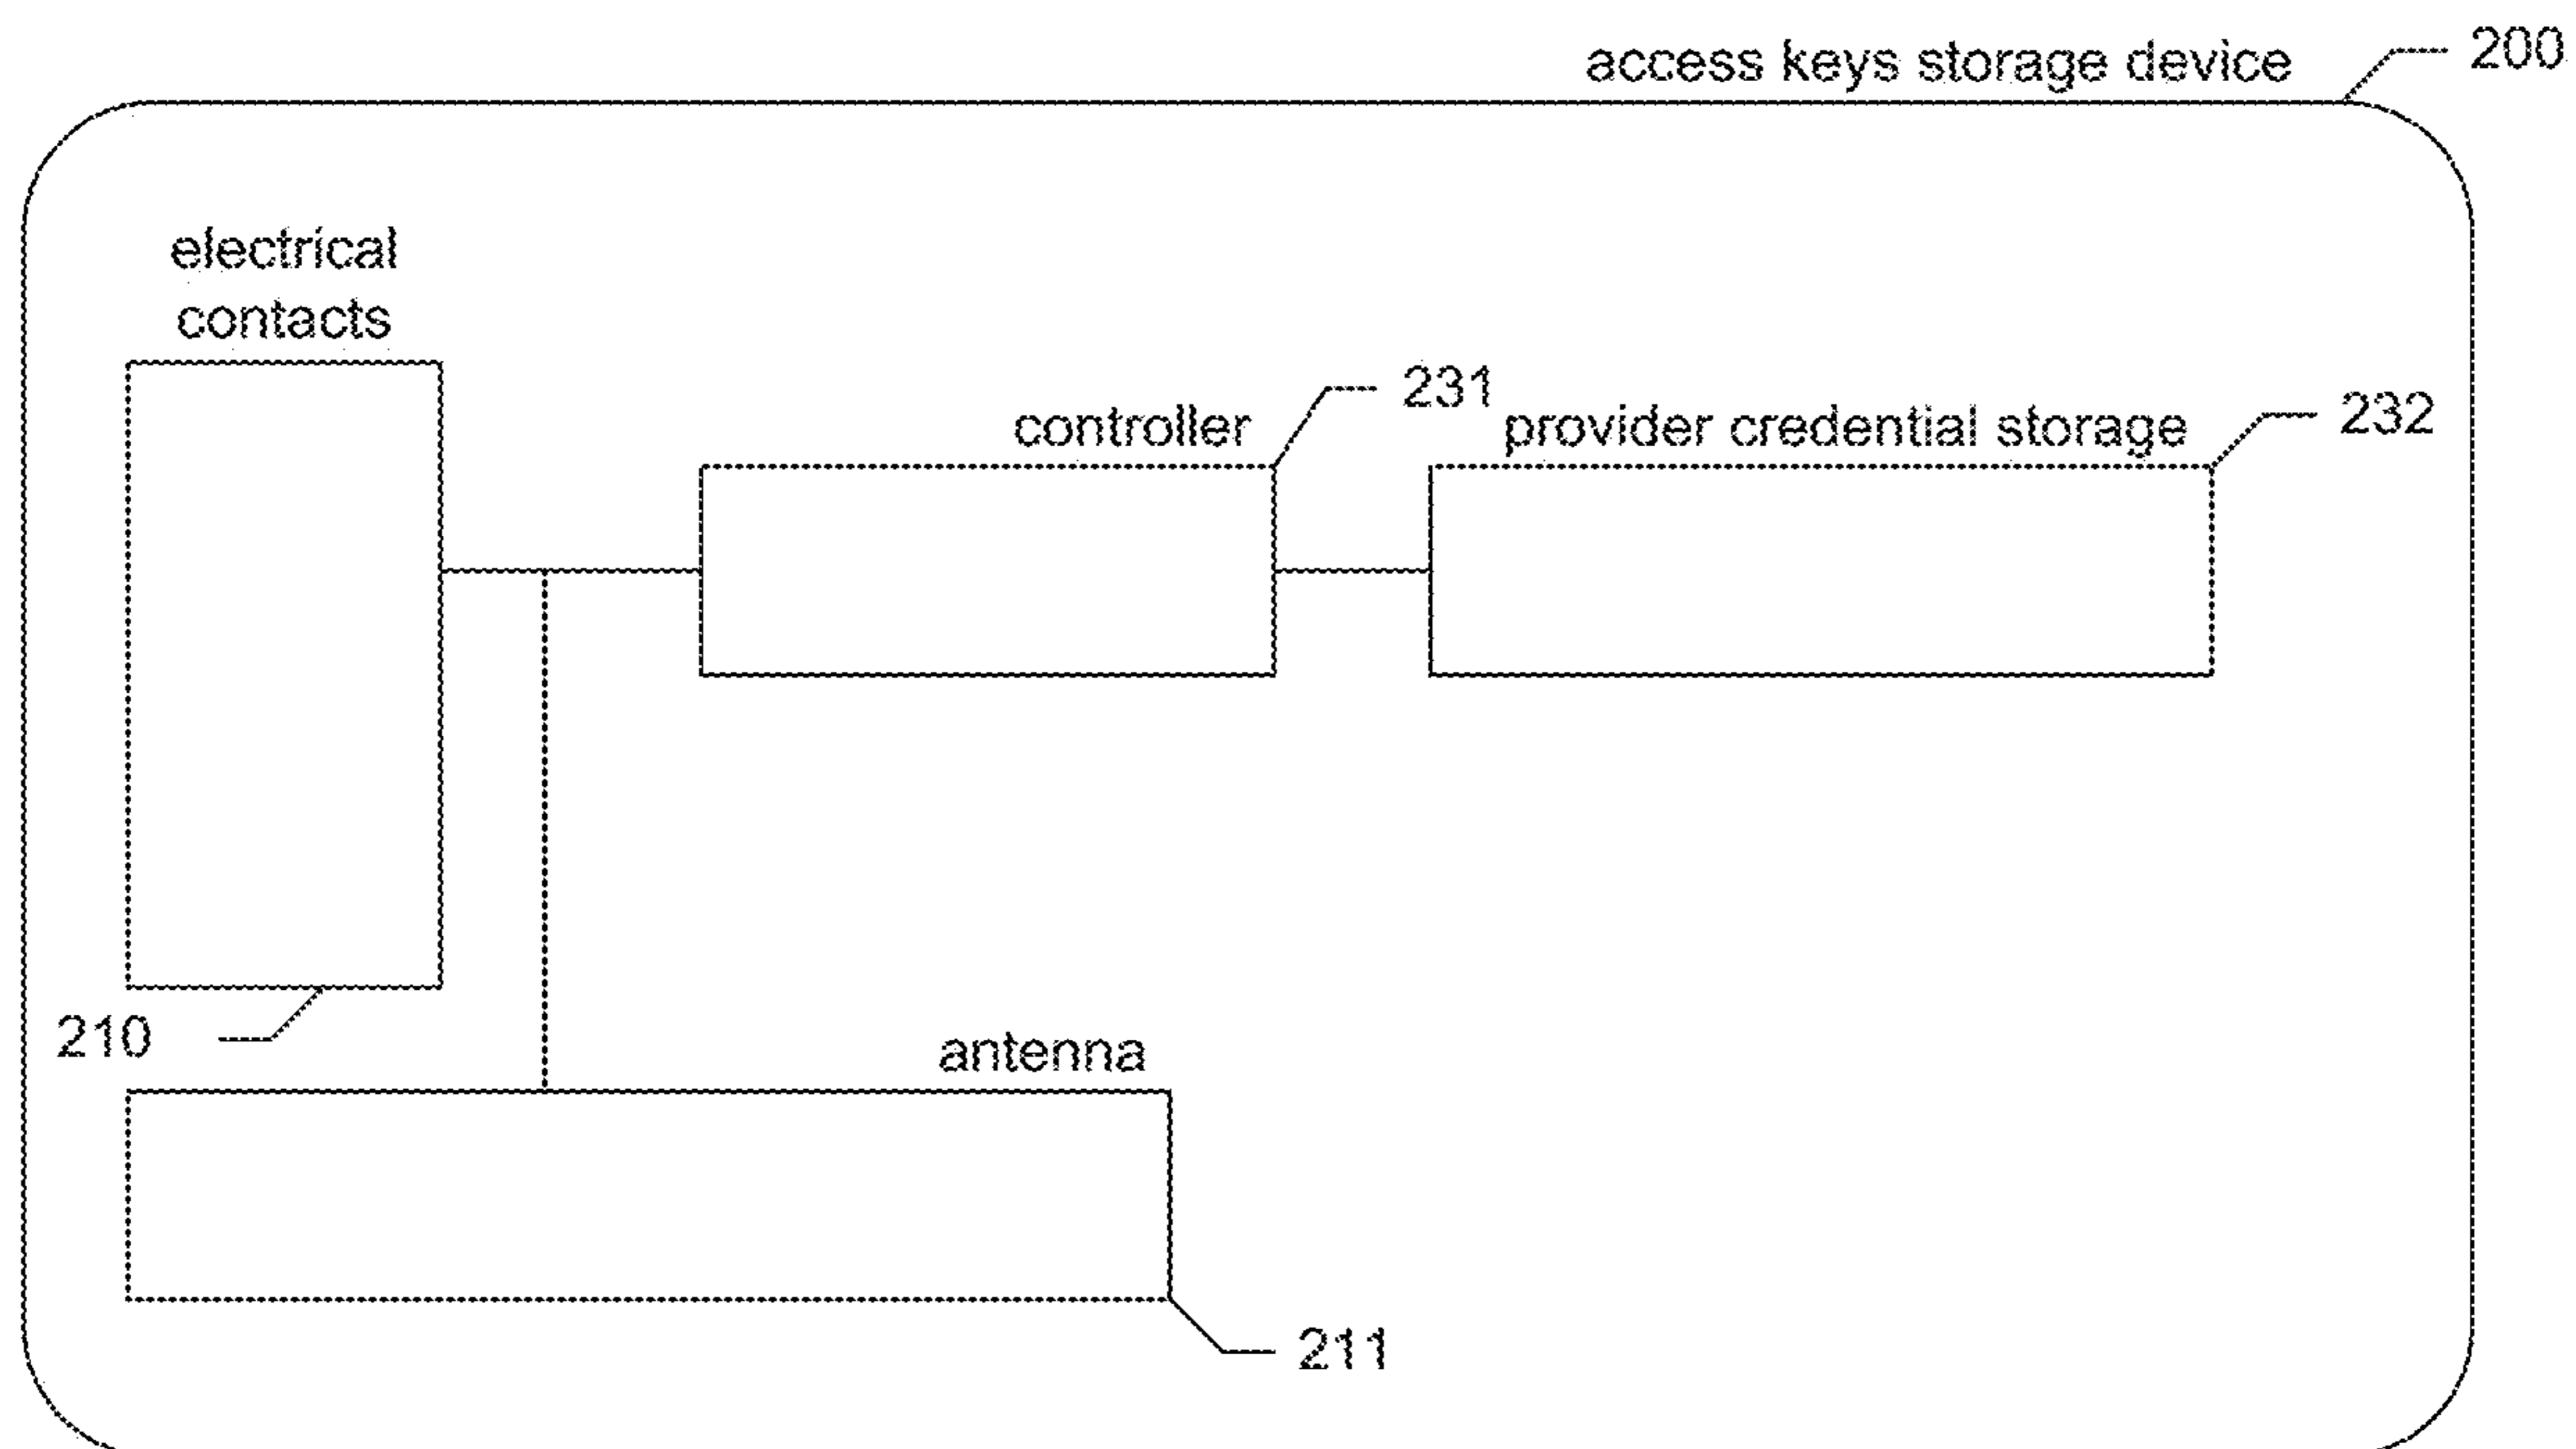 access keys storage device
200
electrical
contacts
controller
231
provider credential storage
232
210
antenna
211